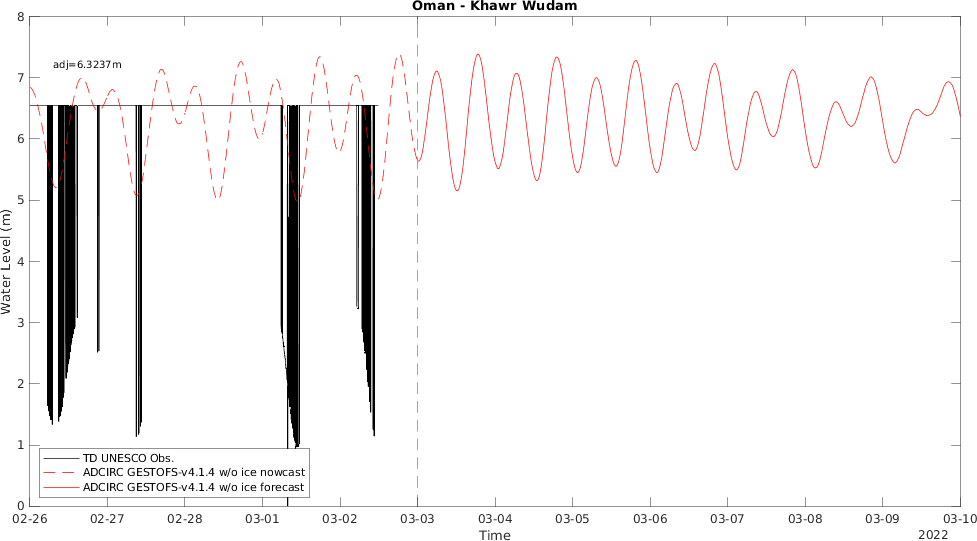 Oman - Khawr Wudam
8
7
6
5
4
3
2
1
0
Water Level (m)
adj=6.3237m
TD UNESCO Obs.
ADCIRC GESTOFS-v4.1.4 w/o ice nowcast
ADCIRC GESTOFS-v4.1.4 w/o ice forecast
02-26 02-27 02-28 03-01 03-02 03-03 03-04 03-05 03-06 03-07 03-08 03-09 03-10
Time
2022